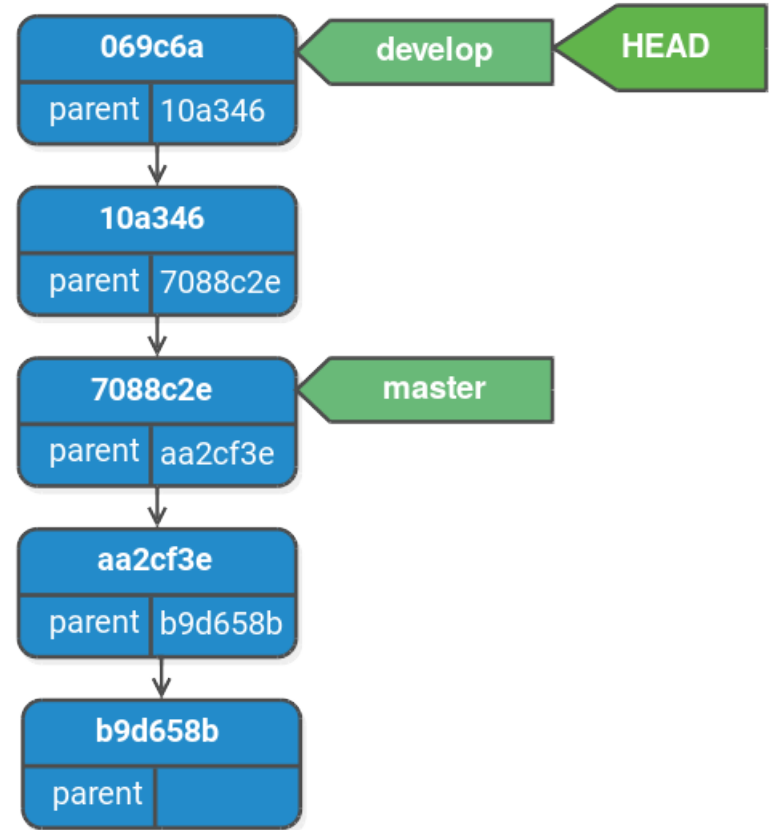 069c6a
develop
HEAD
parent 10a346
10a346
parent 7088c2e
7088c2e
master
parent aa2cf3e
aa2cf3e
parent b9d658b
b9d658b
parent